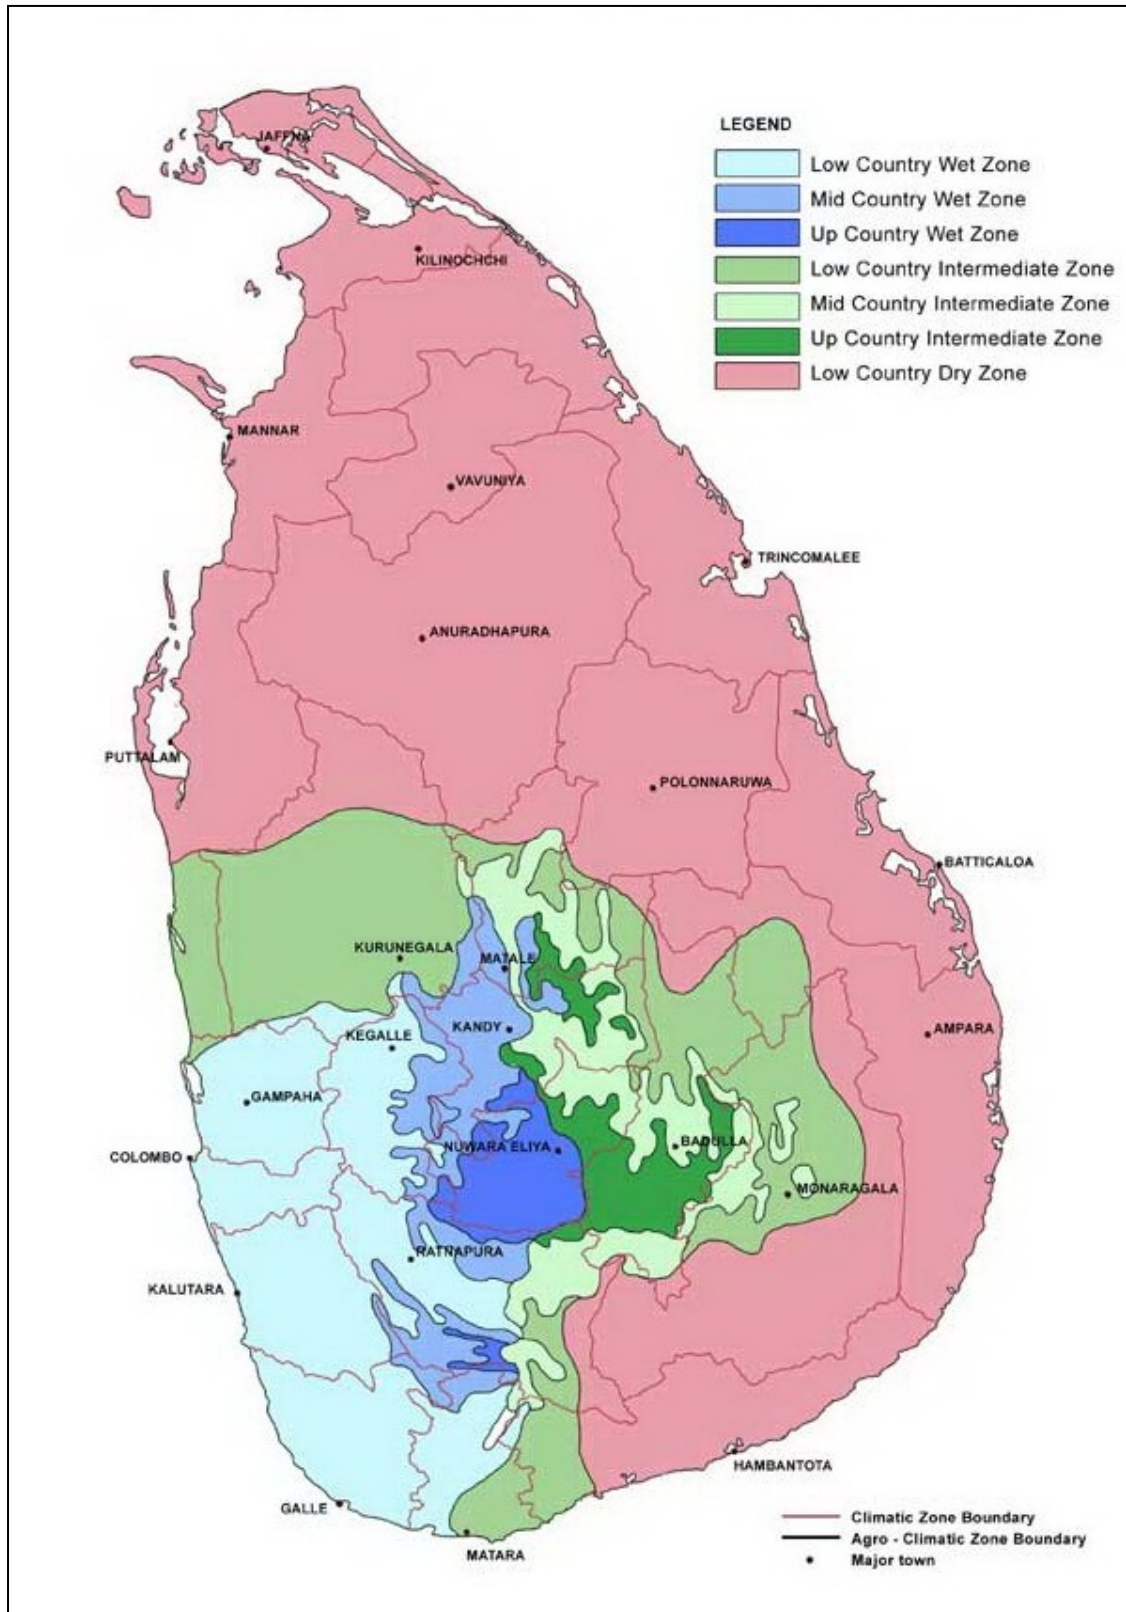 LEGEND
Low Country Wet Zone
Mid Country Wet Zone
Up Country Wet Zone
Low Country Intermediate Zone
Mid Country Intermediate Zone
Up Country Intermediate Zone
Low Country Dry Zone
JAFFNA
KILINOCHCHI
MANNAR
VAVUNIYA
TRINCOMALEE
ANURADHAPURA
PUTTALAM
POLONNARUWA
BATTICALOA
KURUNEGALA
MATALE
KANDY
AMPARA
KEGALLE
GAMPAHA
BADULLA
NUWARA ELIYA
COLOMBO
MONARAGALA
RATNAPURA
KALUTARA
HAMBANTOTA
GALLE
MATARA
Climatic Zone Boundary
Agro - Climatic Zone Boundary
Major town